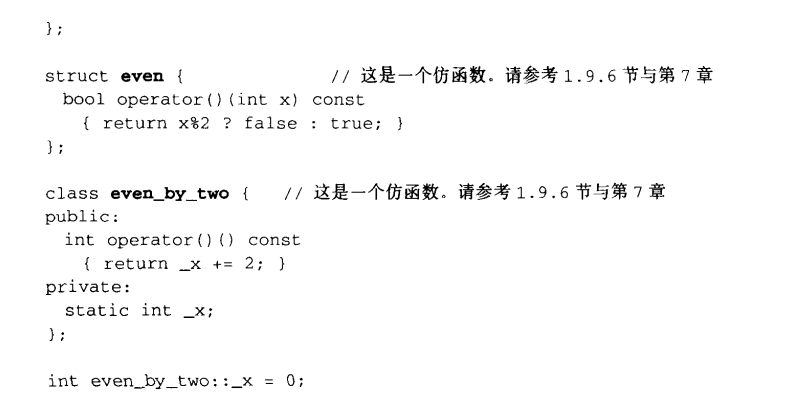 };
struct even {                // 这是一个仿函数。请参考 1.9.6 节与第 7 章
  bool operator()(int x) const
    { return x%2 ? false : true; }
};
class even_by_two {   // 这是一个仿函数。请参考 1.9.6 节与第 7 章
public:
  int operator()() const
    { return _x += 2; }
private:
  static int _x;
};
int even_by_two::_x = 0;